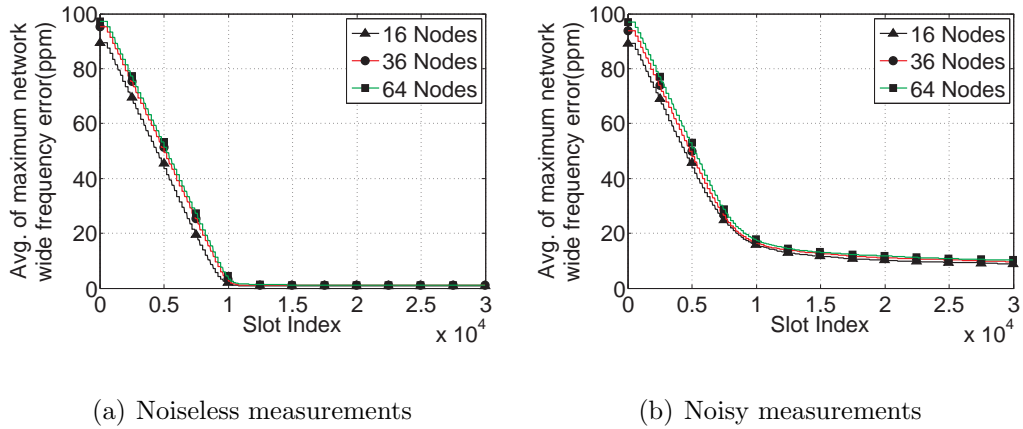 100
80
60
40
20
0
Avg. of maximum network
wide frequency error(ppm)
16 Nodes
36 Nodes
64 Nodes
0 0.5 1 1.5 2 2.5 3
Slot Index
x 10^4
(a) Noiseless measurements
100
80
60
40
20
0
Avg. of maximum network
wide frequency error(ppm)
16 Nodes
36 Nodes
64 Nodes
0 0.5 1 1.5 2 2.5 3
Slot Index
x 10^4
(b) Noisy measurements